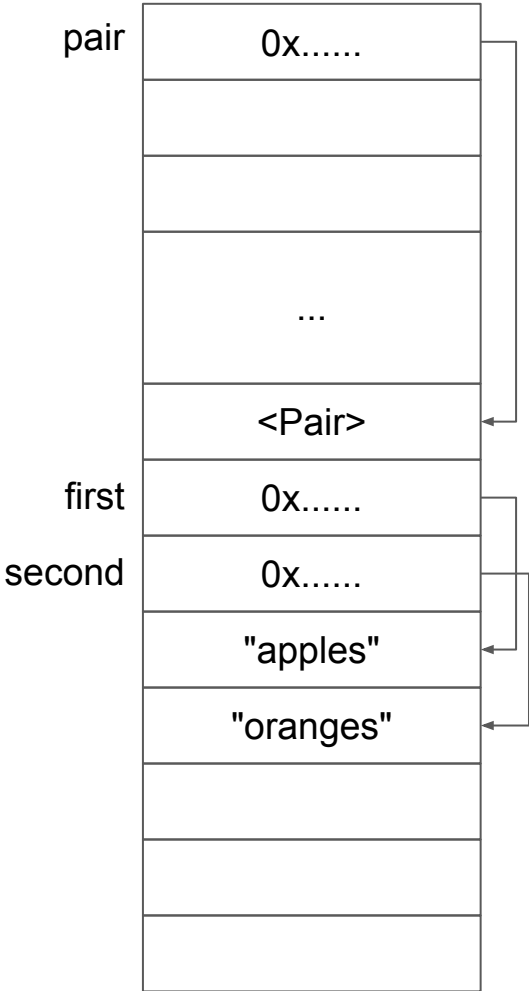 pair 0x......
...
<Pair>
first 0x......
second 0x......
"apples"
"oranges"